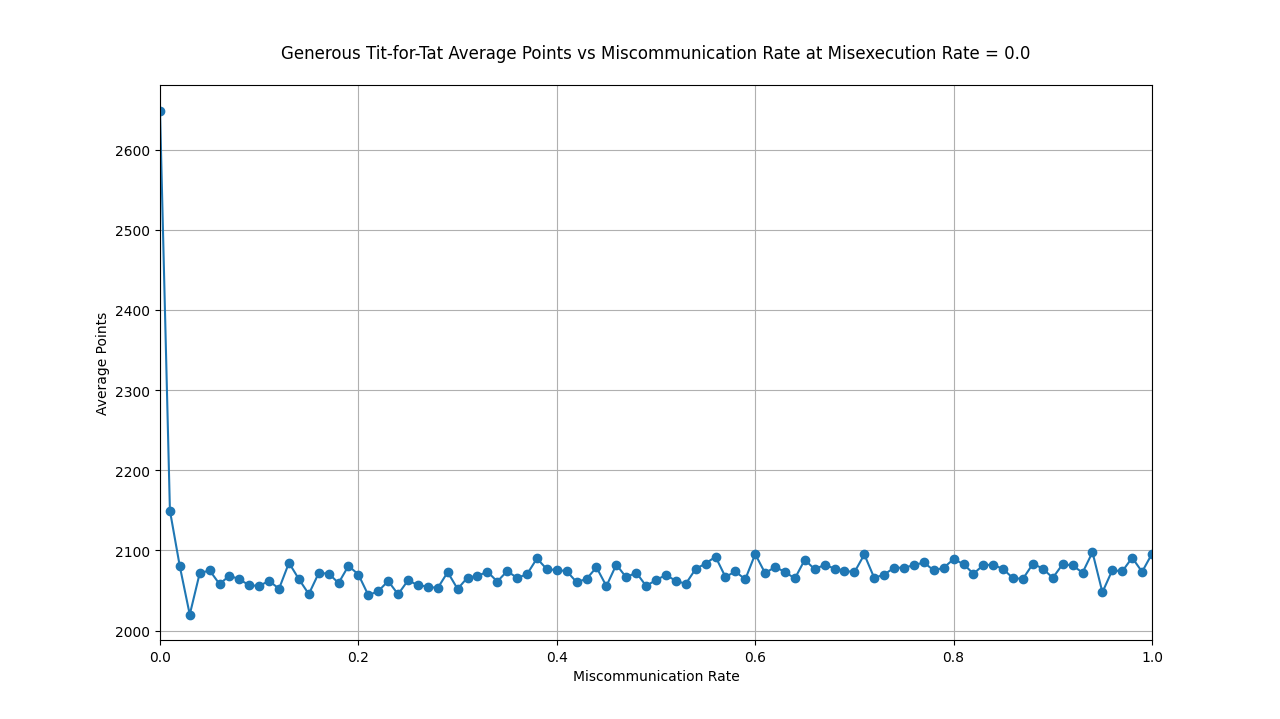 Generous Tit-for-Tat Average Points vs Miscommunication Rate at Misexecution Rate = 0.0
2600
2500
2400
2300
2200
2100
2000
Average Points
0.0 0.2 0.4 0.6 0.8 1.0
Miscommunication Rate